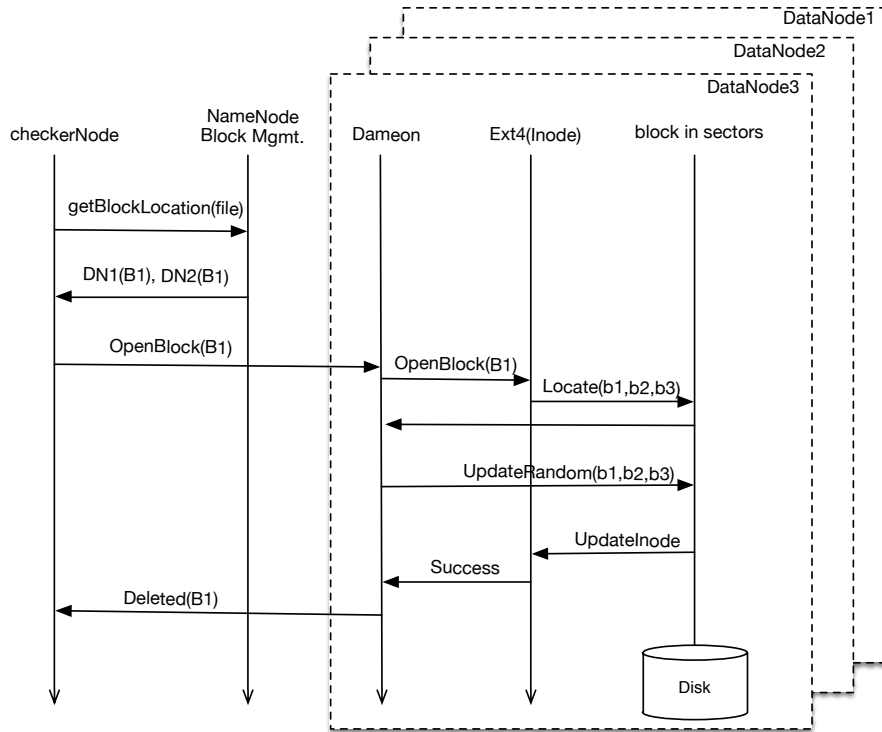 DataNode1
DataNode2
DataNode3
NameNode
checkerNode
Block Mgmt.
Dameon
Ext4(Inode)
block in sectors
getBlockLocation(file)
DN1(B1), DN2(B1)
OpenBlock(B1)
OpenBlock(B1)
Locate(b1,b2,b3)
UpdateRandom(b1,b2,b3)
UpdateInode
Success
Deleted(B1)
Disk